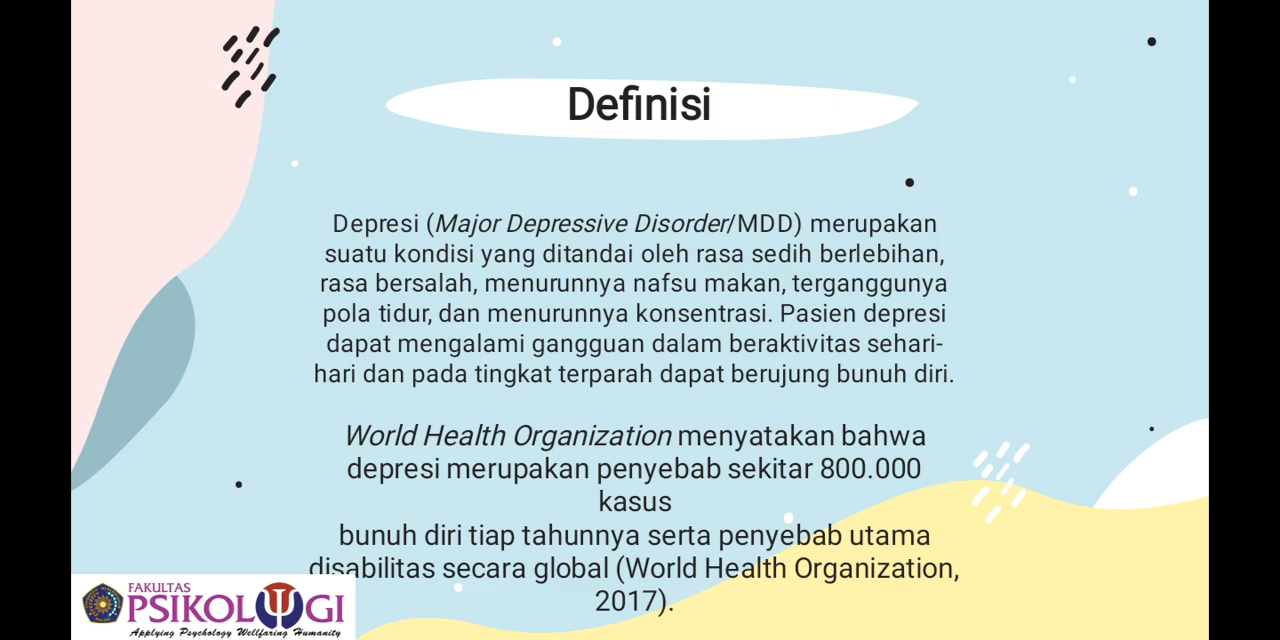 Definisi
Depresi (Major Depressive Disorder/MDD) merupakan
suatu kondisi yang ditandai oleh rasa sedih berlebihan,
rasa bersalah, menurunnya nafsu makan, terganggunya
pola tidur, dan menurunnya konsentrasi. Pasien depresi
dapat mengalami gangguan dalam beraktivitas sehari-
hari dan pada tingkat terparah dapat berujung bunuh diri.
World Health Organization menyatakan bahwa
depresi merupakan penyebab sekitar 800.000
kasus
bunuh diri tiap tahunnya serta penyebab utama
disabilitas secara global (World Health Organization,
2017).
FAKULTAS
PSIKOLOGI
Applying Psychology Wellfaring Humanity